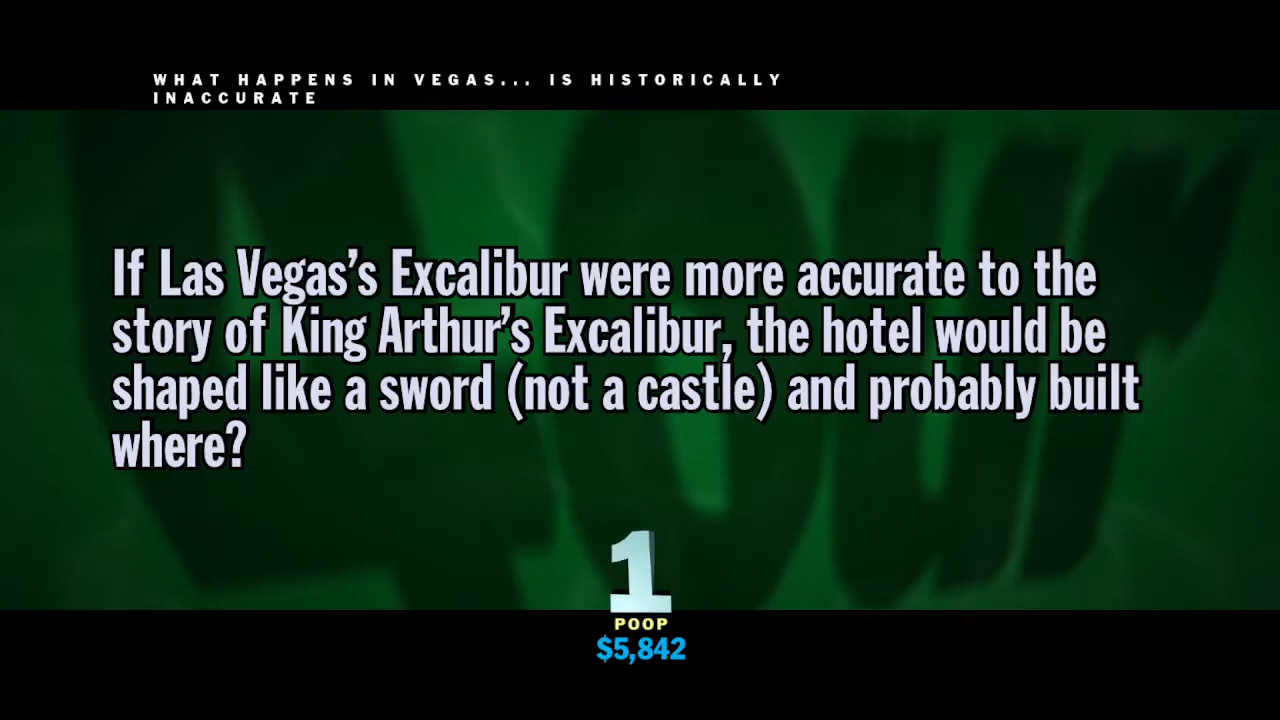 WHAT HAPPENS IN VEGAS... IS HISTORICALLY
INACCURATE
If Las Vegas's Excalibur were more accurate to the
story of King Arthur's Excalibur, the hotel would be
shaped like a sword (not a castle) and probably built
where?
1
POOP
$5,842